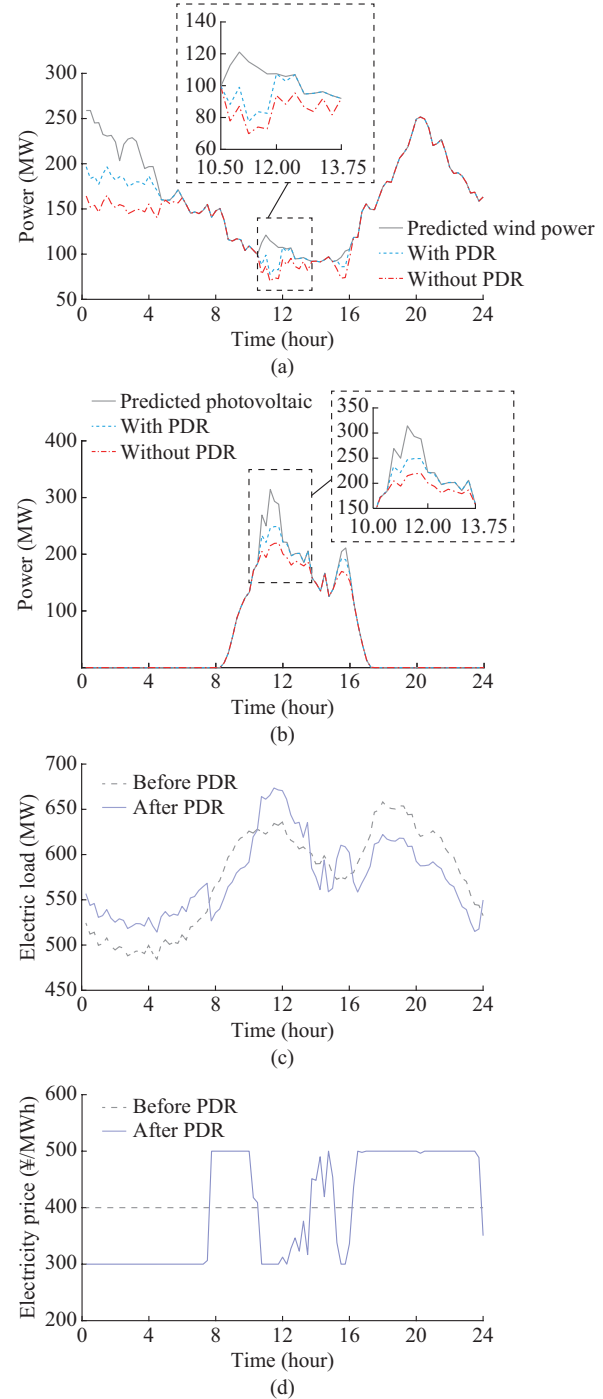 140
120
100
80
60
10.50 12.00 13.75
300
250
200
150
100
50
Power (MW)
Predicted wind power
With PDR
Without PDR
0 4 8 12 16 20 24
Time (hour)
(a)
Predicted photovoltaic
With PDR
Without PDR
350
300
250
200
150
10.00 12.00 13.75
400
300
200
100
Power (MW)
0 4 8 12 16 20 24
Time (hour)
(b)
700
650
600
550
500
450
Electric load (MW)
Before PDR
After PDR
0 4 8 12 16 20 24
Time (hour)
(c)
600
500
400
300
200
Electricity price (¥/MWh)
Before PDR
After PDR
0 4 8 12 16 20 24
Time (hour)
(d)